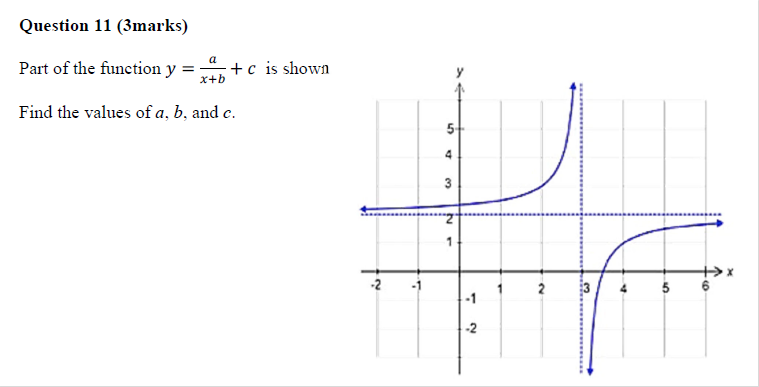 Question 11 (3marks)
Part of the function y = a/(x+b) + c is shown
Find the values of a, b, and c.
y
5
4
3
2
1
-2 -1 1 2 3 4 5 6 x
-1
-2